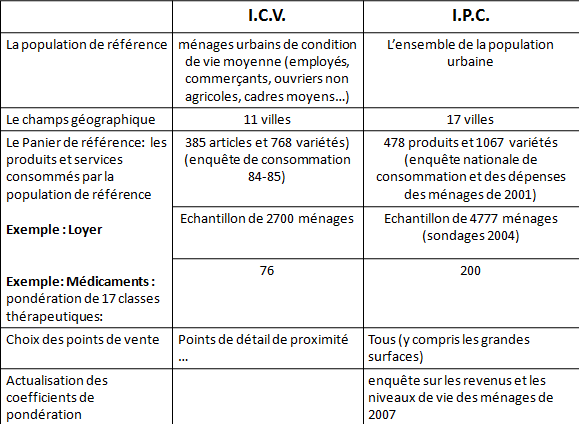 I.C.V. I.P.C.
La population de référence
ménages urbains de condition
de vie moyenne (employés,
commerçants, ouvriers non
agricoles, cadres moyens...)
L'ensemble de la population
urbaine
Le champs géographique
11 villes
17 villes
Le Panier de référence: les
produits et services
consommés par la
population de référence
385 articles et 768 variétés)
(enquête de consommation
84-85)
478 produits et 1067 variétés
(enquête nationale de
consommation et des dépenses
des ménages de 2001)
Exemple : Loyer
Echantillon de 2700 ménages
Echantillon de 4777 ménages
(sondages 2004)
Exemple: Médicaments :
pondération de 17 classes
thérapeutiques:
76
200
Choix des points de vente
Points de détail de proximité
...
Tous (y compris les grandes
surfaces)
Actualisation des
coefficients de
pondération
enquête sur les revenus et les
niveaux de vie des ménages de
2007